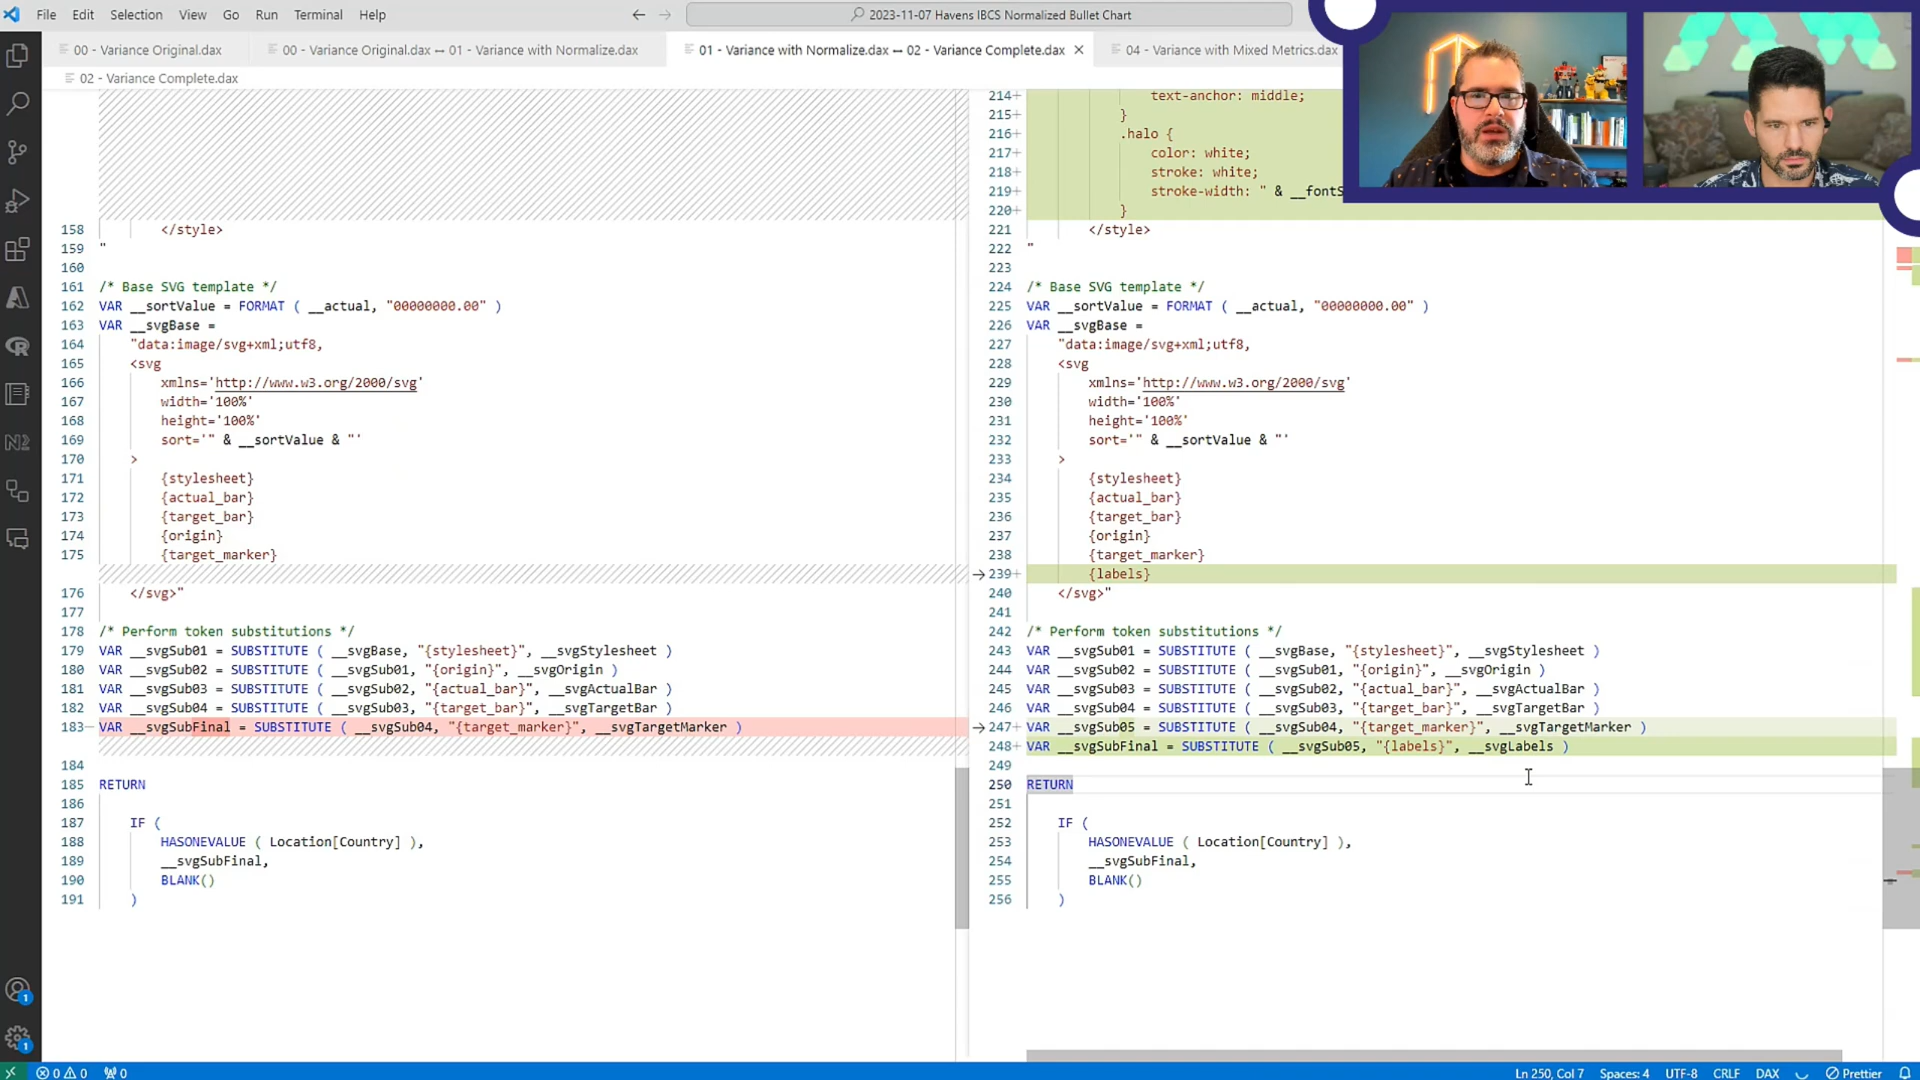 File Edit Selection View Go Run Terminal Help
2023-11-07 Havens IBCS Normalized Bullet Chart
00 - Variance Original.dax
00 - Variance Original.dax ↔ 01 - Variance with Normalize.dax
01 - Variance with Normalize.dax ↔ 02 - Variance Complete.dax
04 - Variance with Mixed Metrics.dax
02 - Variance Complete.dax
158 </style>
159 "
160
161 /* Base SVG template */
162 VAR __sortValue = FORMAT ( __actual, "00000000.00" )
163 VAR __svgBase =
164 "data:image/svg+xml;utf8,
165 <svg
166 xmlns='http://www.w3.org/2000/svg'
167 width='100%'
168 height='100%'
169 sort='" & __sortValue & "'
170 >
171 {stylesheet}
172 {actual_bar}
173 {target_bar}
174 {origin}
175 {target_marker}
176 </svg>"
177
178 /* Perform token substitutions */
179 VAR __svgSub01 = SUBSTITUTE ( __svgBase, "{stylesheet}", __svgStylesheet )
180 VAR __svgSub02 = SUBSTITUTE ( __svgSub01, "{origin}", __svgOrigin )
181 VAR __svgSub03 = SUBSTITUTE ( __svgSub02, "{actual_bar}", __svgActualBar )
182 VAR __svgSub04 = SUBSTITUTE ( __svgSub03, "{target_bar}", __svgTargetBar )
183- VAR __svgSubFinal = SUBSTITUTE ( __svgSub04, "{target_marker}", __svgTargetMarker )
184
185 RETURN
186
187 IF (
188 HASONEVALUE ( Location[Country] ),
189 __svgSubFinal,
190 BLANK()
191 )
214+ text-anchor: middle;
215+ }
216+ .halo {
217+ color: white;
218+ stroke: white;
219+ stroke-width: " & __fontS
220+ }
221 </style>
222 "
223
224 /* Base SVG template */
225 VAR __sortValue = FORMAT ( __actual, "00000000.00" )
226 VAR __svgBase =
227 "data:image/svg+xml;utf8,
228 <svg
229 xmlns='http://www.w3.org/2000/svg'
230 width='100%'
231 height='100%'
232 sort='" & __sortValue & "'
233 >
234 {stylesheet}
235 {actual_bar}
236 {target_bar}
237 {origin}
238 {target_marker}
239+ {labels}
240 </svg>"
241
242 /* Perform token substitutions */
243 VAR __svgSub01 = SUBSTITUTE ( __svgBase, "{stylesheet}", __svgStylesheet )
244 VAR __svgSub02 = SUBSTITUTE ( __svgSub01, "{origin}", __svgOrigin )
245 VAR __svgSub03 = SUBSTITUTE ( __svgSub02, "{actual_bar}", __svgActualBar )
246 VAR __svgSub04 = SUBSTITUTE ( __svgSub03, "{target_bar}", __svgTargetBar )
247+ VAR __svgSub05 = SUBSTITUTE ( __svgSub04, "{target_marker}", __svgTargetMarker )
248+ VAR __svgSubFinal = SUBSTITUTE ( __svgSub05, "{labels}", __svgLabels )
249
250 RETURN
251
252 IF (
253 HASONEVALUE ( Location[Country] ),
254 __svgSubFinal,
255 BLANK()
256 )
N2
1
1
0 0 0
Ln 250, Col 7 Spaces: 4 UTF-8 CRLF DAX Prettier